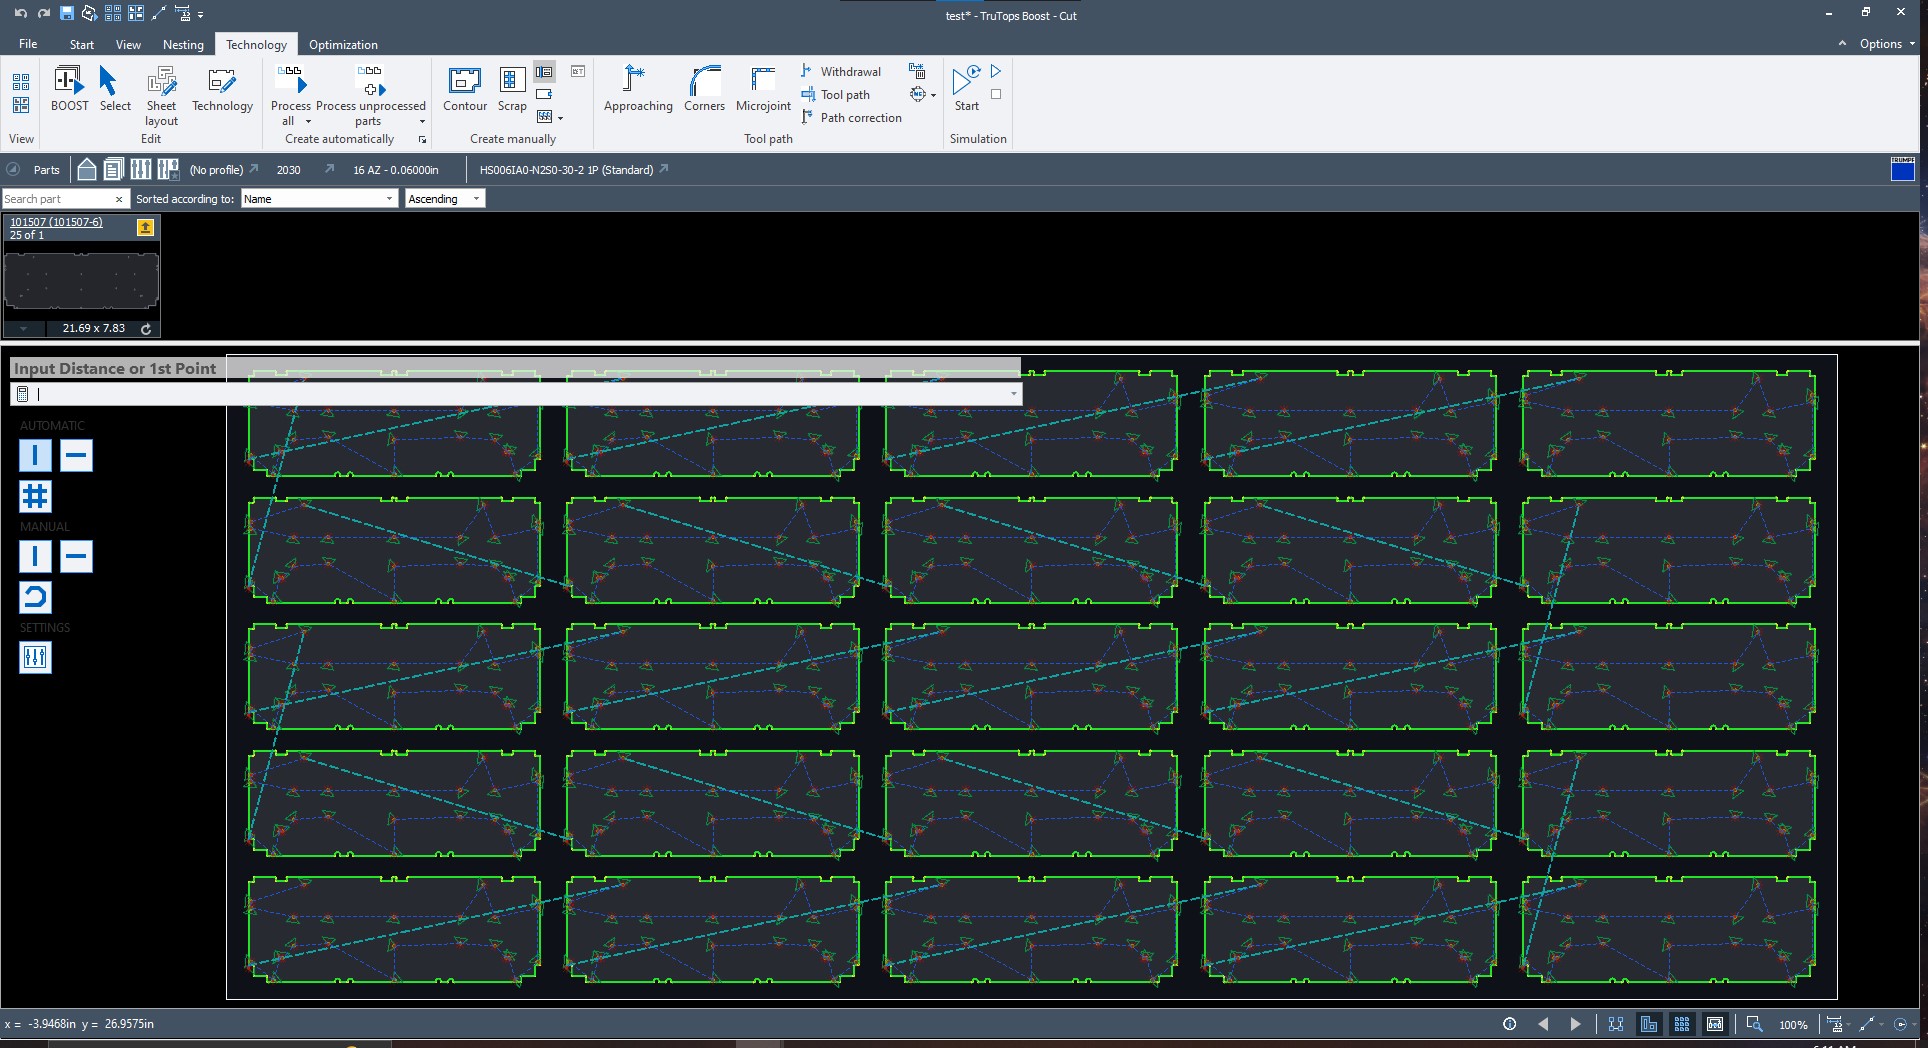 test* - TruTops Boost - Cut
File Start View Nesting Technology Optimization Options
BOOST Select Sheet layout Technology
Process all Process unprocessed parts
Contour Scrap
Approaching Corners Microjoint
Withdrawal
Tool path
Path correction
Start
View Edit Create automatically Create manually Tool path Simulation
Parts (No profile) 2030 16 AZ - 0.06000in HS006IA0-N2S0-30-2 1P (Standard) TRUMPF
Search part Sorted according to: Name Ascending
101507 (101507-6)
25 of 1
21.69 x 7.83
Input Distance or 1st Point
AUTOMATIC
MANUAL
SETTINGS
x = -3.9468in y = 26.9575in 100%